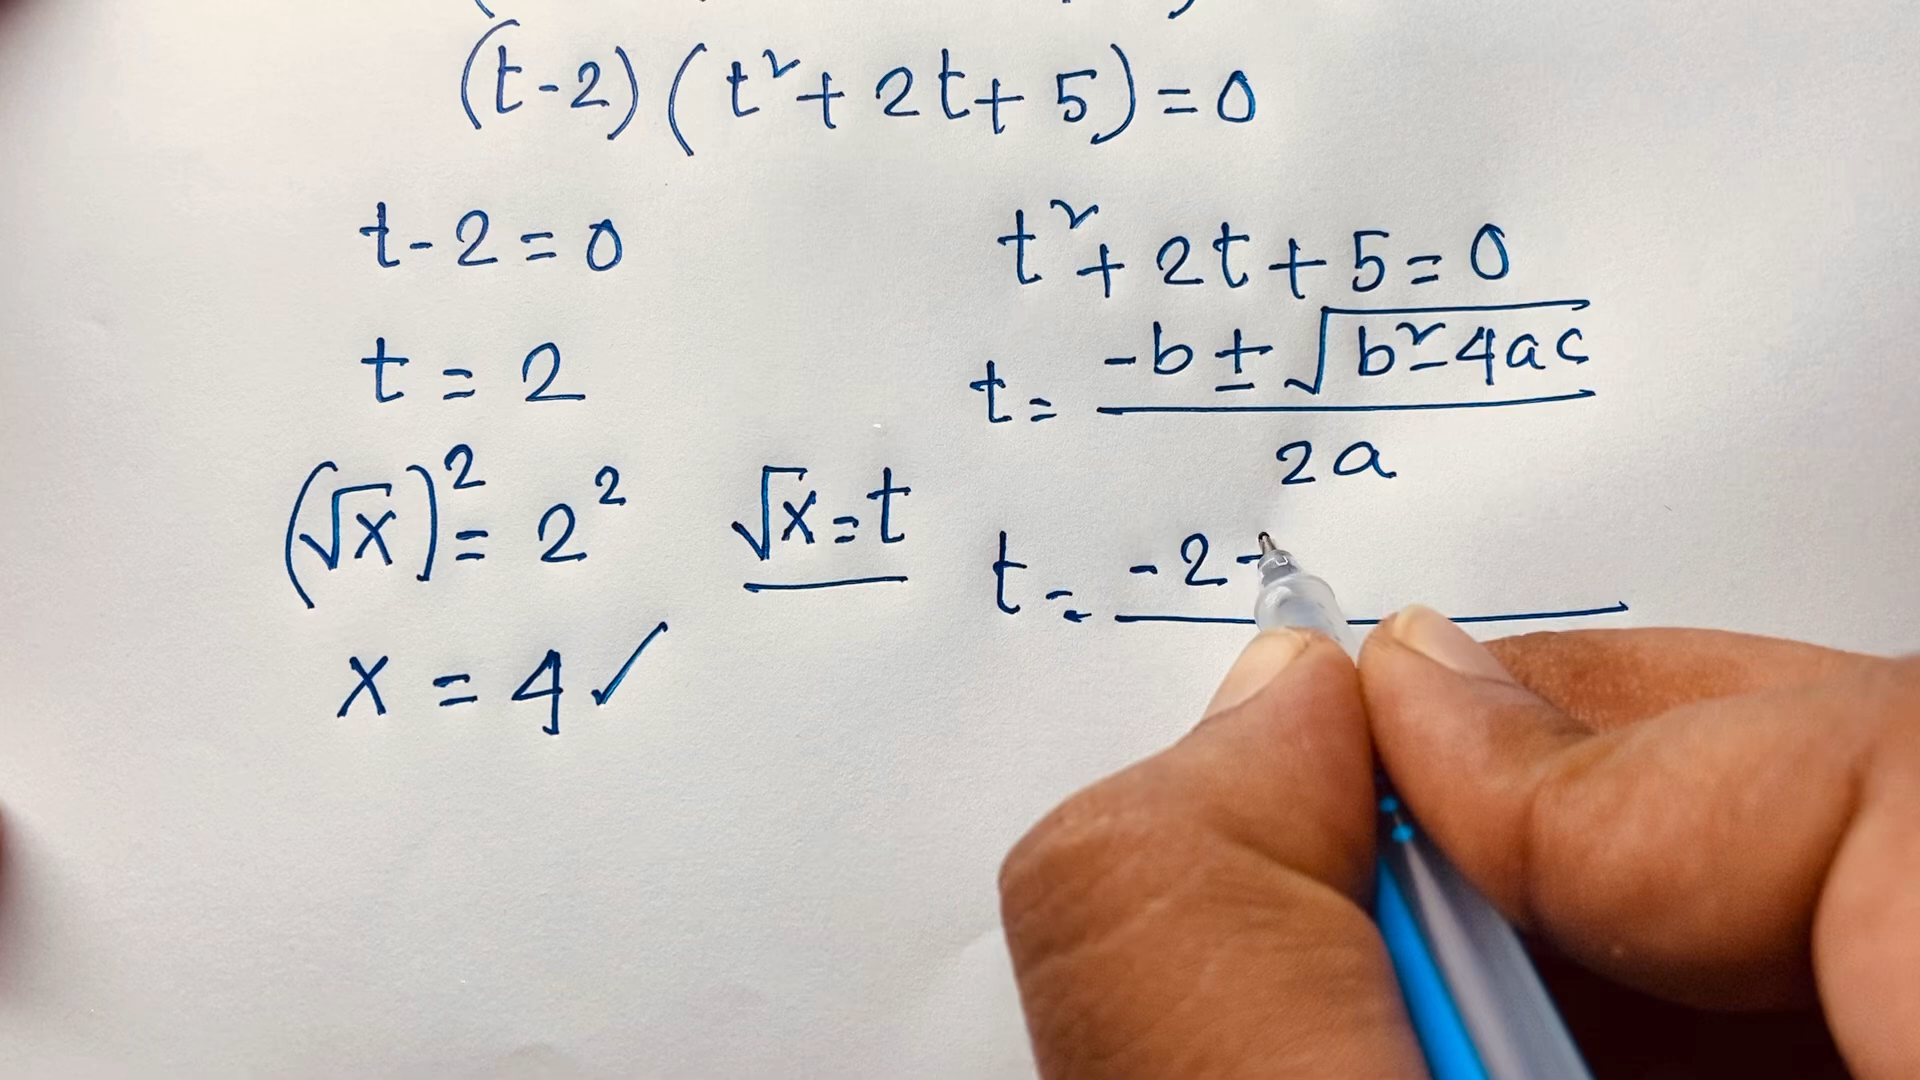 (t-2)(t²+2t+5)=0
t-2=0
t=2
(√x)²=2²
x=4✓
√x=t
t²+2t+5=0
t=(-b±√(b²-4ac))/2a
t=-2